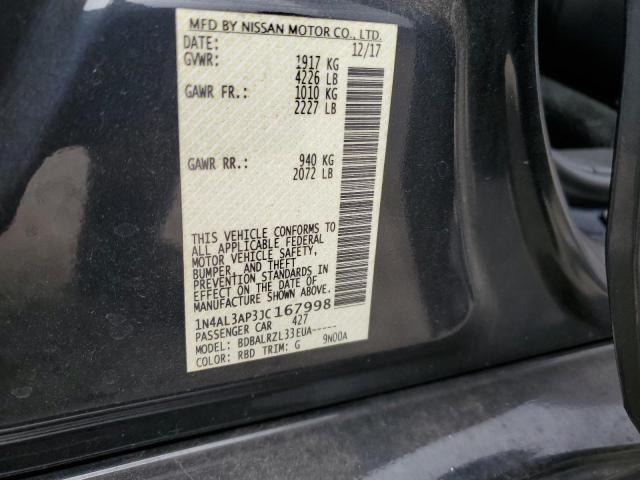 MFD BY NISSAN MOTOR CO., LTD.
DATE: 12/17
GVWR: 1917 KG
4226 LB
GAWR FR.: 1010 KG
2227 LB
GAWR RR.: 940 KG
2072 LB
THIS VEHICLE CONFORMS TO
ALL APPLICABLE FEDERAL
MOTOR VEHICLE SAFETY,
BUMPER, AND THEFT
PREVENTION STANDARDS IN
EFFECT ON THE DATE OF
MANUFACTURE SHOWN ABOVE.
1N4AL3AP3JC167998
PASSENGER CAR 427
MODEL: BDBALRZL33EUA-----
COLOR: RBD TRIM: G 9N00A